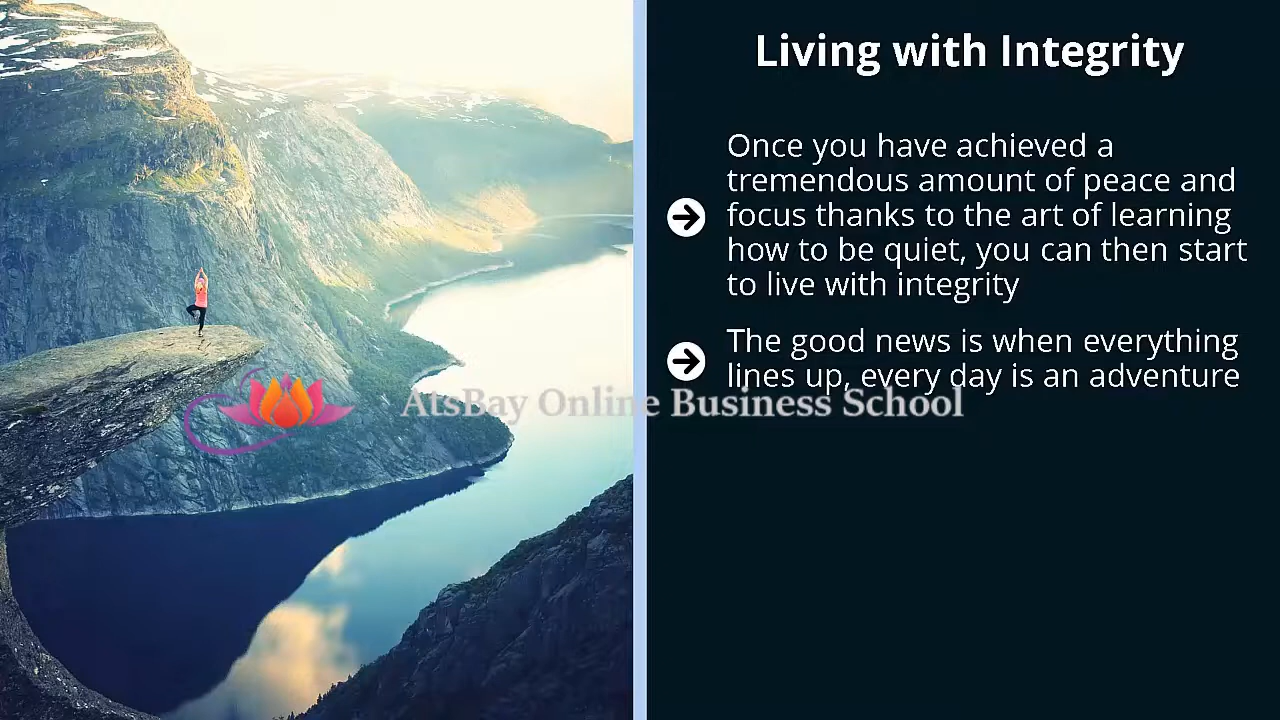 Living with Integrity
Once you have achieved a
tremendous amount of peace and
focus thanks to the art of learning
how to be quiet, you can then start
to live with integrity
The good news is when everything
lines up, every day is an adventure
AtsBay Online Business School